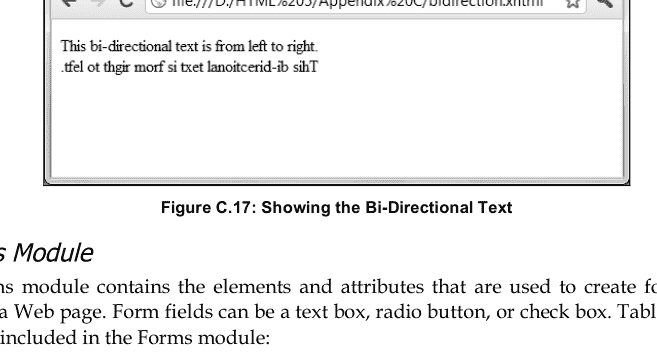 file:///D:/HTML%205/Appendix%20C/bidirection.xhtml
This bi-directional text is from left to right.
.tfel ot thgir morf si txet lanoitcerid-ib sihT
Figure C.17: Showing the Bi-Directional Text
s Module
ms module contains the elements and attributes that are used to create fo
a Web page. Form fields can be a text box, radio button, or check box. Tabl
included in the Forms module: